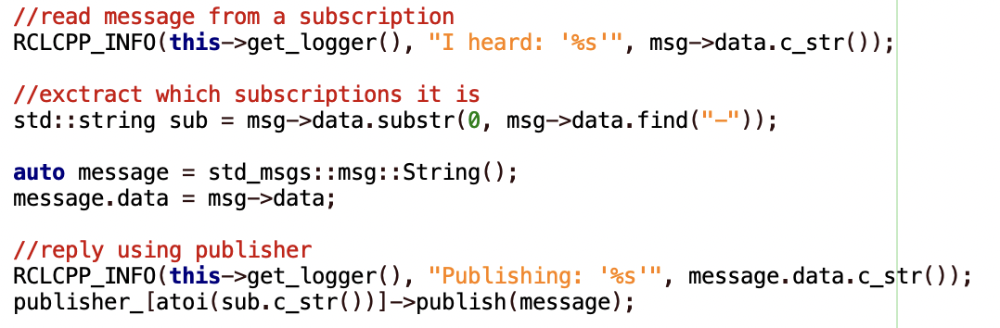 //read message from a subscription
RCLCPP_INFO(this->get_logger(), "I heard: '%s'", msg->data.c_str());
//exctract which subscriptions it is
std::string sub = msg->data.substr(0, msg->data.find("-"));
auto message = std_msgs::msg::String();
message.data = msg->data;
//reply using publisher
RCLCPP_INFO(this->get_logger(), "Publishing: '%s'", message.data.c_str());
publisher_[atoi(sub.c_str())]->publish(message);